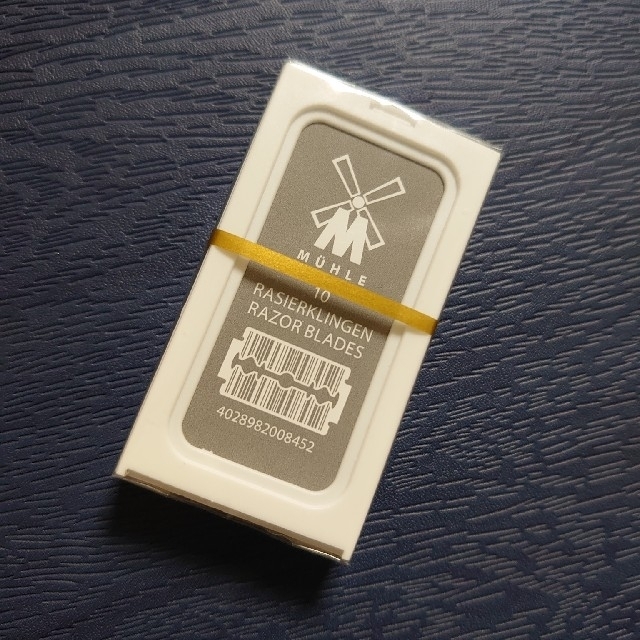 MÜHLE
10
RASIERKLINGEN
RAZOR BLADES
4028982008452